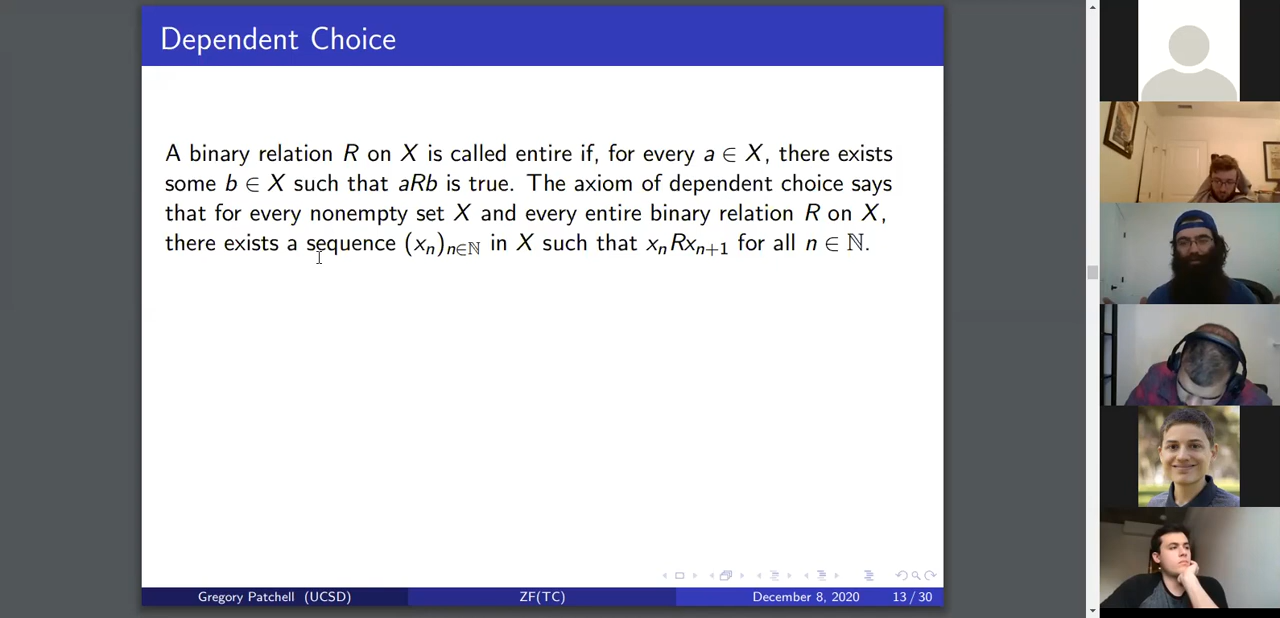 Dependent Choice
A binary relation R on X is called entire if, for every a ∈ X, there exists
some b ∈ X such that aRb is true. The axiom of dependent choice says
that for every nonempty set X and every entire binary relation R on X,
there exists a sequence (xₙ)ₙ∈ℕ in X such that xₙRxₙ₊₁ for all n ∈ ℕ.
Gregory Patchell (UCSD) ZF(TC) December 8, 2020 13 / 30